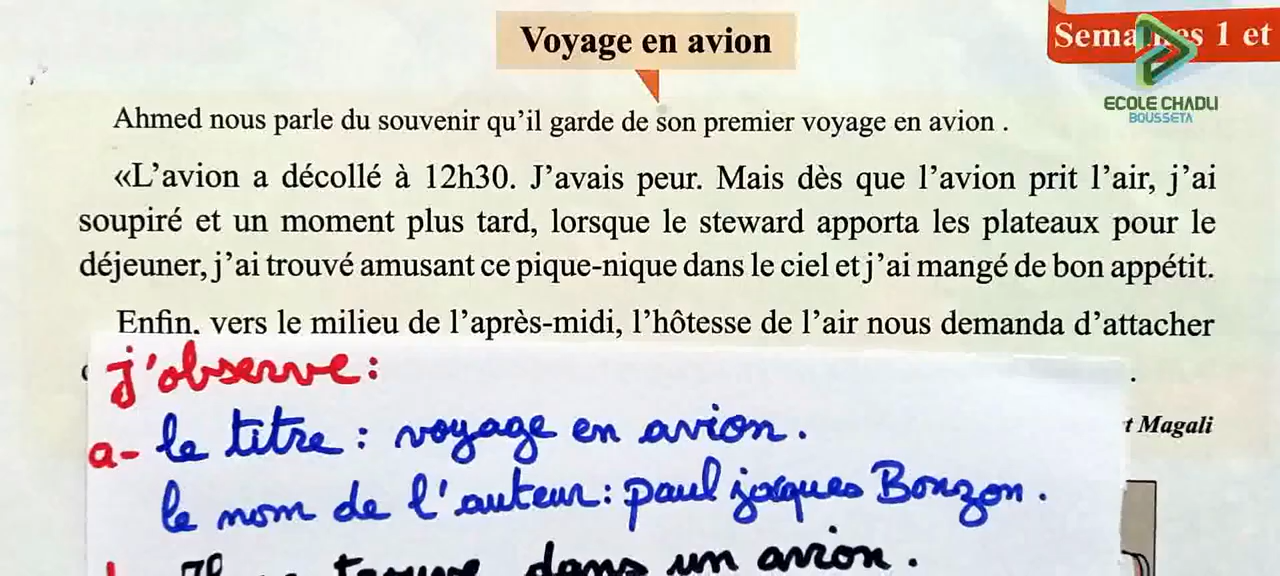 Voyage en avion
Semaines 1 et
ECOLE CHADLI
BOUSSETA
Ahmed nous parle du souvenir qu'il garde de son premier voyage en avion .
«L'avion a décollé à 12h30. J'avais peur. Mais dès que l'avion prit l'air, j'ai
soupiré et un moment plus tard, lorsque le steward apporta les plateaux pour le
déjeuner, j'ai trouvé amusant ce pique-nique dans le ciel et j'ai mangé de bon appétit.
Enfin, vers le milieu de l'après-midi, l'hôtesse de l'air nous demanda d'attacher
j'observe :
t Magali
a- le titre : voyage en avion.
le nom de l'auteur : paul jacques Bonzon.
dans un avion.